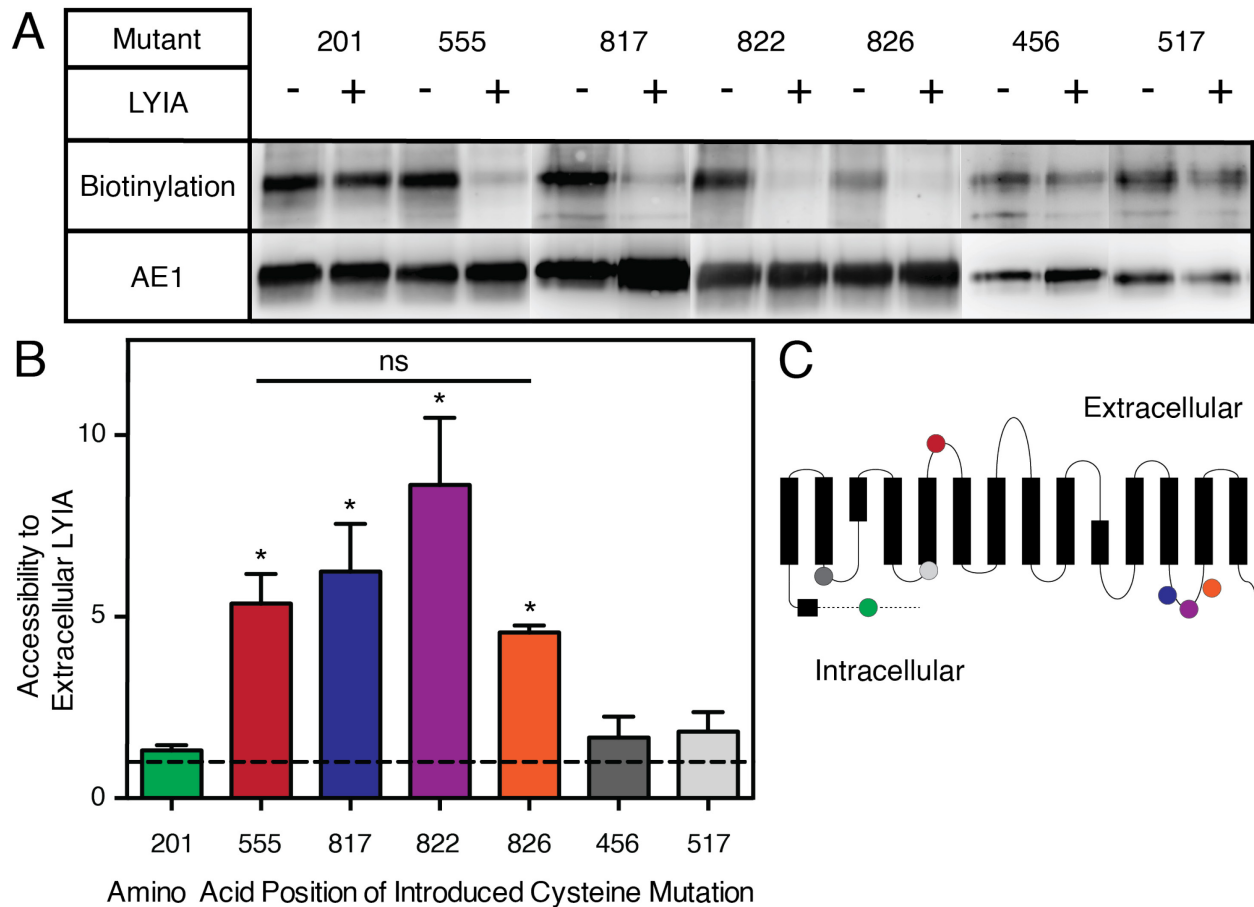 A
Mutant 201 555 817 822 826 456 517
LYIA - + - + - + - + - + - + - +
Biotinylation
AE1
B
ns
* * * *
10
5
0
Accessibility to
Extracellular LYIA
201 555 817 822 826 456 517
Amino Acid Position of Introduced Cysteine Mutation
C
Extracellular
Intracellular